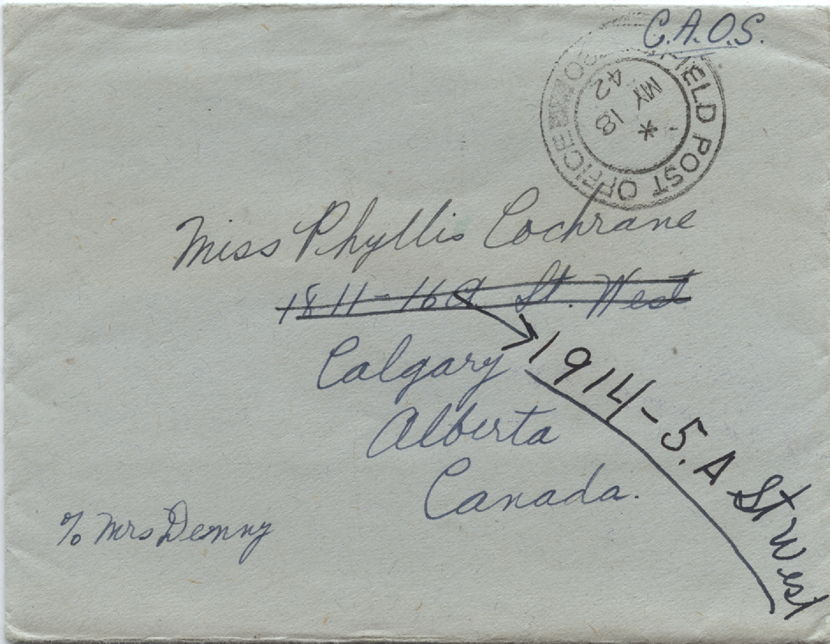 C.A.O.S.
FIELD POST OFFICE
* 18
MY
42
Miss Phyllis Cochrane
1811-16 St. West
Calgary
Alberta
Canada.
1914-5.A St West
% Mrs Denny